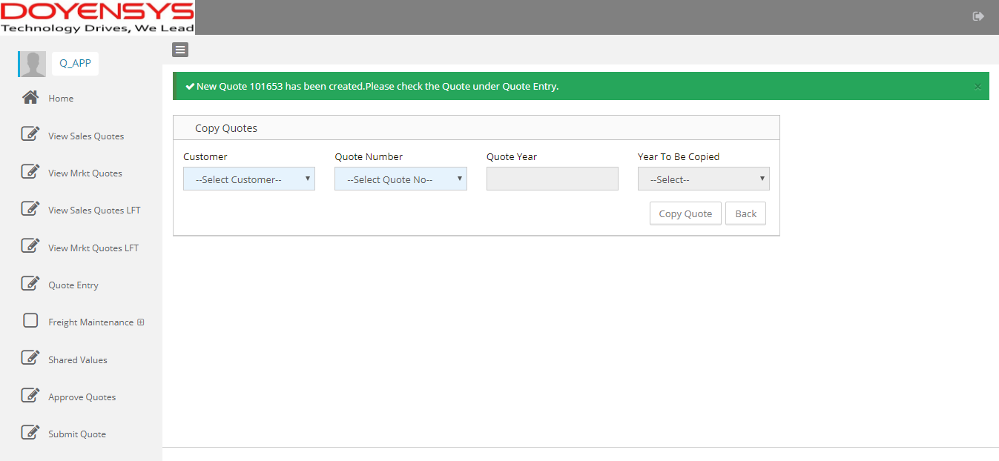 DOYENSYS
Technology Drives, We Lead
Q_APP
Home
View Sales Quotes
View Mrkt Quotes
View Sales Quotes LFT
View Mrkt Quotes LFT
Quote Entry
Freight Maintenance
Shared Values
Approve Quotes
Submit Quote
New Quote 101653 has been created.Please check the Quote under Quote Entry.
Copy Quotes
Customer Quote Number Quote Year Year To Be Copied
--Select Customer-- --Select Quote No-- --Select--
Copy Quote Back